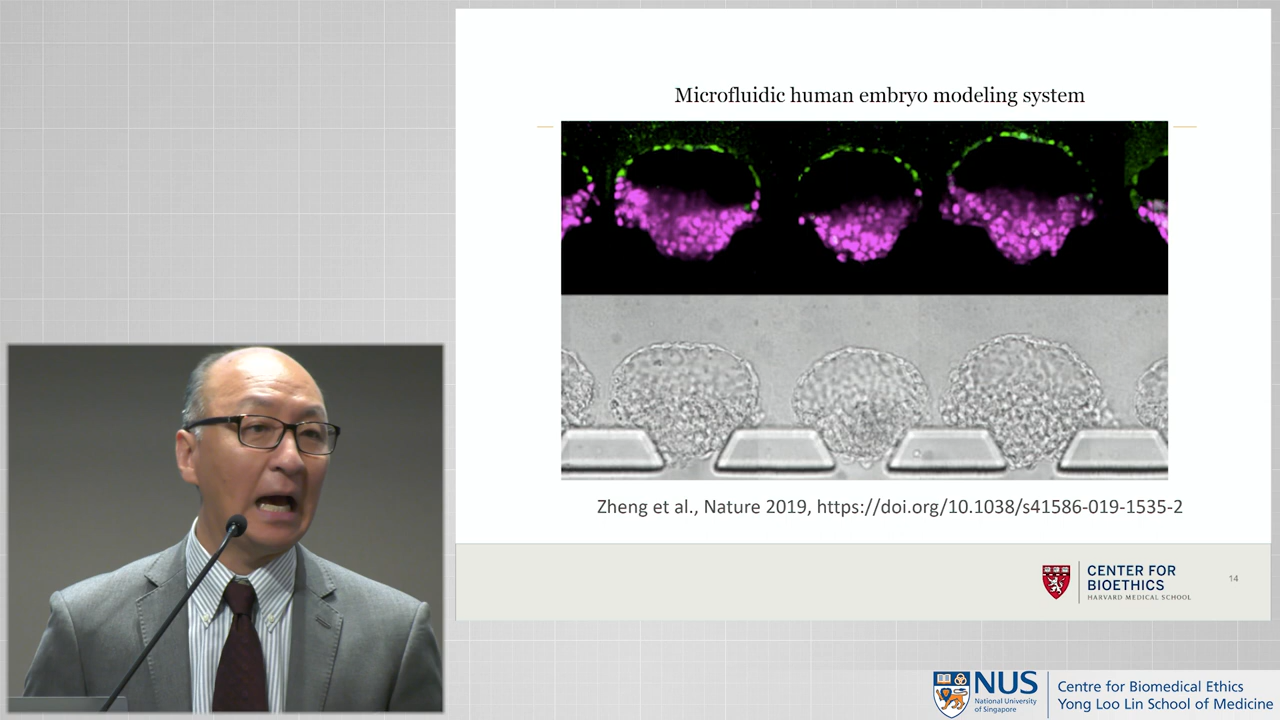 Microfluidic human embryo modeling system
Zheng et al., Nature 2019, https://doi.org/10.1038/s41586-019-1535-2
CENTER FOR
BIOETHICS
HARVARD MEDICAL SCHOOL
14
NUS
National University
of Singapore
Centre for Biomedical Ethics
Yong Loo Lin School of Medicine